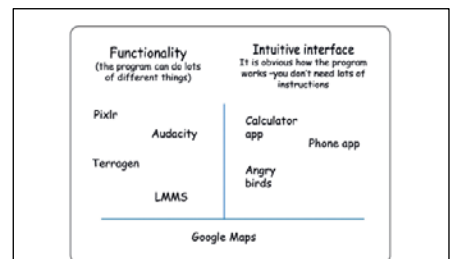 Functionality
(the program can do lots
of different things)
Intuitive interface
It is obvious how the program
works -you don't need lots of
instructions
Pixlr
Audacity
Terragen
LMMS
Calculator
app
Phone app
Angry
birds
Google Maps